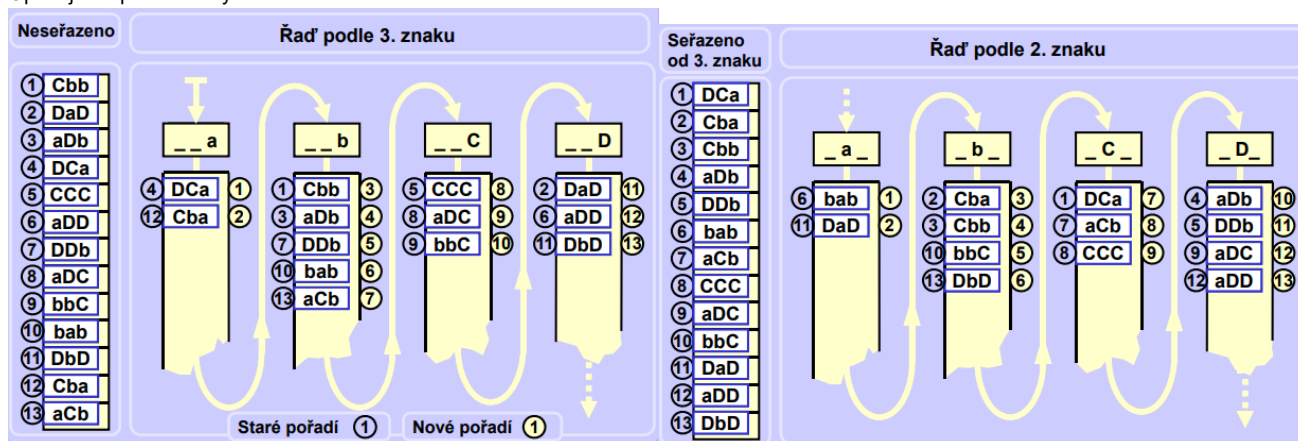 Neseřazeno
Řaď podle 3. znaku
1 Cbb
2 DaD
3 aDb
4 DCa
5 CCC
6 aDD
7 DDb
8 aDC
9 bbC
10 bab
11 DbD
12 Cba
13 aCb
_ _ a
4 DCa 1
12 Cba 2
_ _ b
1 Cbb 3
3 aDb 4
7 DDb 5
10 bab 6
13 aCb 7
_ _ C
5 CCC 8
8 aDC 9
9 bbC 10
_ _ D
2 DaD 11
6 aDD 12
11 DbD 13
Staré pořadí 1
Nové pořadí 1
Seřazeno
od 3. znaku
Řaď podle 2. znaku
1 DCa
2 Cba
3 Cbb
4 aDb
5 DDb
6 bab
7 aCb
8 CCC
9 aDC
10 bbC
11 DaD
12 aDD
13 DbD
_ a _
6 bab 1
11 DaD 2
_ b _
2 Cba 3
3 Cbb 4
10 bbC 5
13 DbD 6
_ C _
1 DCa 7
7 aCb 8
8 CCC 9
_ D _
4 aDb 10
5 DDb 11
9 aDC 12
12 aDD 13